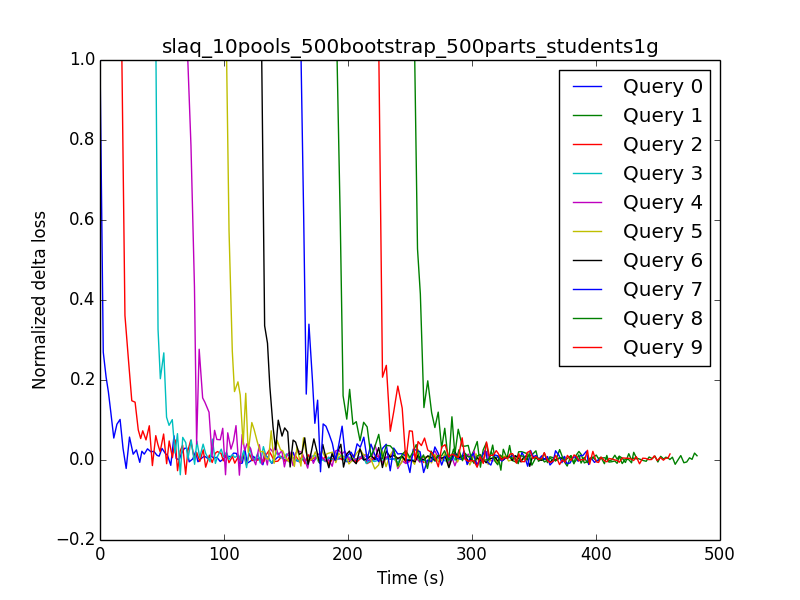 slaq_10pools_500bootstrap_500parts_students1g
1.0
0.8
0.6
0.4
0.2
0.0
−0.2
Normalized delta loss
Query 0
Query 1
Query 2
Query 3
Query 4
Query 5
Query 6
Query 7
Query 8
Query 9
0 100 200 300 400 500
Time (s)